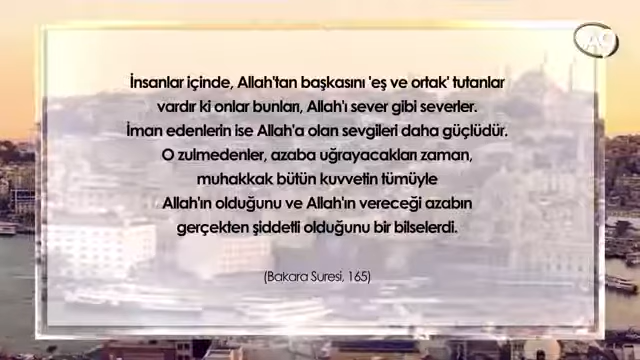 A9
İnsanlar içinde, Allah'tan başkasını 'eş ve ortak' tutanlar
vardır ki onlar bunları, Allah'ı sever gibi severler.
İman edenlerin ise Allah'a olan sevgileri daha güçlüdür.
O zulmedenler, azaba uğrayacakları zaman,
muhakkak bütün kuvvetin tümüyle
Allah'ın olduğunu ve Allah'ın vereceği azabın
gerçekten şiddetli olduğunu bir bilselerdi.
(Bakara Suresi, 165)